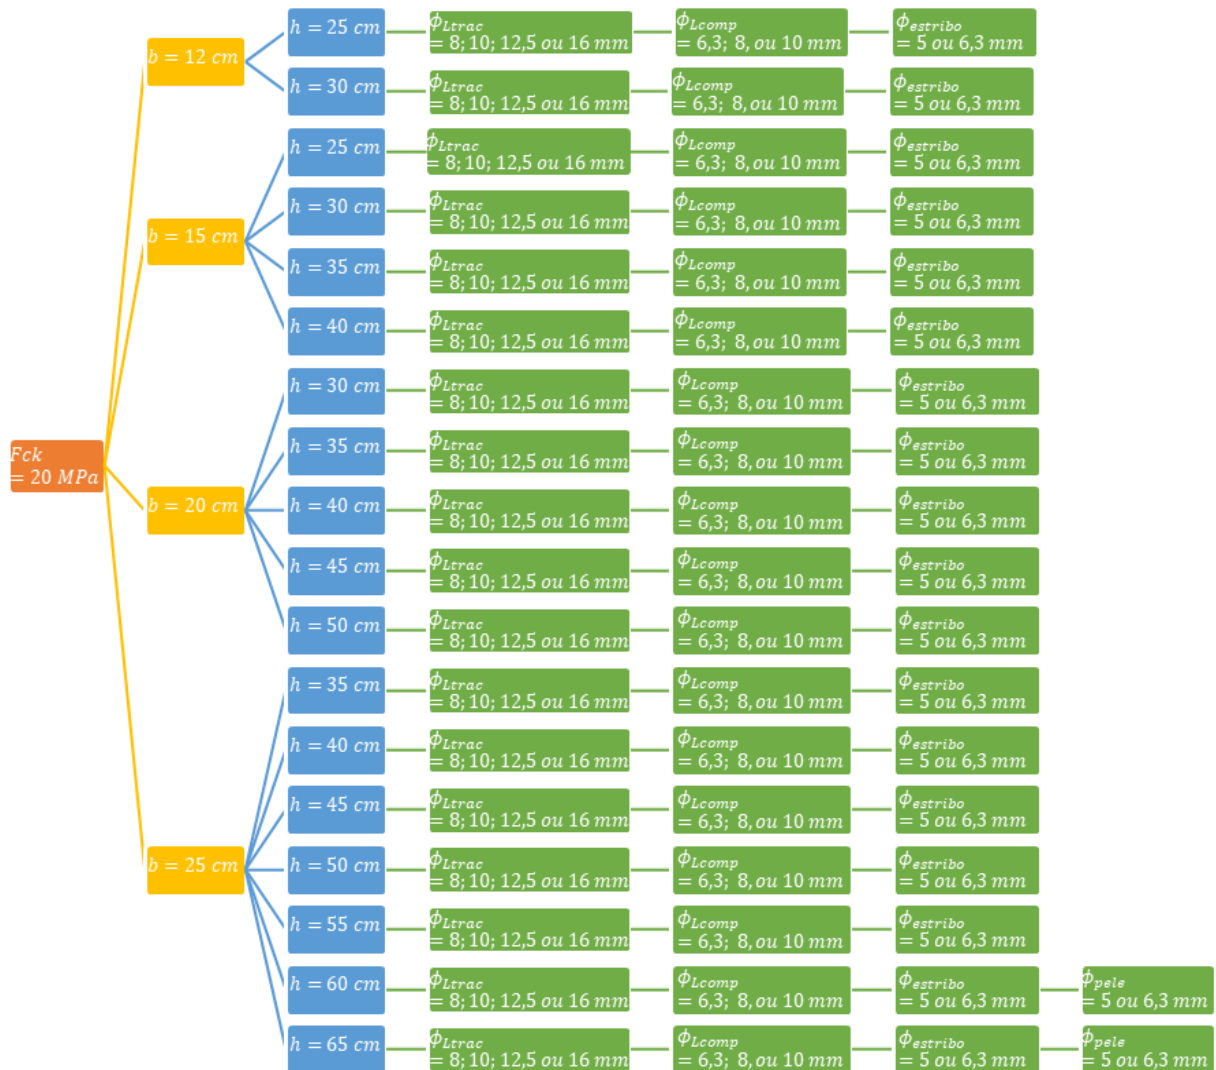 Fck
= 20 MPa
b = 12 cm
h = 25 cm
ϕLtrac
= 8; 10; 12,5 ou 16 mm
ϕLcomp
= 6,3; 8, ou 10 mm
ϕestribo
= 5 ou 6,3 mm
h = 30 cm
ϕLtrac
= 8; 10; 12,5 ou 16 mm
ϕLcomp
= 6,3; 8, ou 10 mm
ϕestribo
= 5 ou 6,3 mm
b = 15 cm
h = 25 cm
ϕLtrac
= 8; 10; 12,5 ou 16 mm
ϕLcomp
= 6,3; 8, ou 10 mm
ϕestribo
= 5 ou 6,3 mm
h = 30 cm
ϕLtrac
= 8; 10; 12,5 ou 16 mm
ϕLcomp
= 6,3; 8, ou 10 mm
ϕestribo
= 5 ou 6,3 mm
h = 35 cm
ϕLtrac
= 8; 10; 12,5 ou 16 mm
ϕLcomp
= 6,3; 8, ou 10 mm
ϕestribo
= 5 ou 6,3 mm
h = 40 cm
ϕLtrac
= 8; 10; 12,5 ou 16 mm
ϕLcomp
= 6,3; 8, ou 10 mm
ϕestribo
= 5 ou 6,3 mm
b = 20 cm
h = 30 cm
ϕLtrac
= 8; 10; 12,5 ou 16 mm
ϕLcomp
= 6,3; 8, ou 10 mm
ϕestribo
= 5 ou 6,3 mm
h = 35 cm
ϕLtrac
= 8; 10; 12,5 ou 16 mm
ϕLcomp
= 6,3; 8, ou 10 mm
ϕestribo
= 5 ou 6,3 mm
h = 40 cm
ϕLtrac
= 8; 10; 12,5 ou 16 mm
ϕLcomp
= 6,3; 8, ou 10 mm
ϕestribo
= 5 ou 6,3 mm
h = 45 cm
ϕLtrac
= 8; 10; 12,5 ou 16 mm
ϕLcomp
= 6,3; 8, ou 10 mm
ϕestribo
= 5 ou 6,3 mm
h = 50 cm
ϕLtrac
= 8; 10; 12,5 ou 16 mm
ϕLcomp
= 6,3; 8, ou 10 mm
ϕestribo
= 5 ou 6,3 mm
b = 25 cm
h = 35 cm
ϕLtrac
= 8; 10; 12,5 ou 16 mm
ϕLcomp
= 6,3; 8, ou 10 mm
ϕestribo
= 5 ou 6,3 mm
h = 40 cm
ϕLtrac
= 8; 10; 12,5 ou 16 mm
ϕLcomp
= 6,3; 8, ou 10 mm
ϕestribo
= 5 ou 6,3 mm
h = 45 cm
ϕLtrac
= 8; 10; 12,5 ou 16 mm
ϕLcomp
= 6,3; 8, ou 10 mm
ϕestribo
= 5 ou 6,3 mm
h = 50 cm
ϕLtrac
= 8; 10; 12,5 ou 16 mm
ϕLcomp
= 6,3; 8, ou 10 mm
ϕestribo
= 5 ou 6,3 mm
h = 55 cm
ϕLtrac
= 8; 10; 12,5 ou 16 mm
ϕLcomp
= 6,3; 8, ou 10 mm
ϕestribo
= 5 ou 6,3 mm
h = 60 cm
ϕLtrac
= 8; 10; 12,5 ou 16 mm
ϕLcomp
= 6,3; 8, ou 10 mm
ϕestribo
= 5 ou 6,3 mm
ϕpele
= 5 ou 6,3 mm
h = 65 cm
ϕLtrac
= 8; 10; 12,5 ou 16 mm
ϕLcomp
= 6,3; 8, ou 10 mm
ϕestribo
= 5 ou 6,3 mm
ϕpele
= 5 ou 6,3 mm